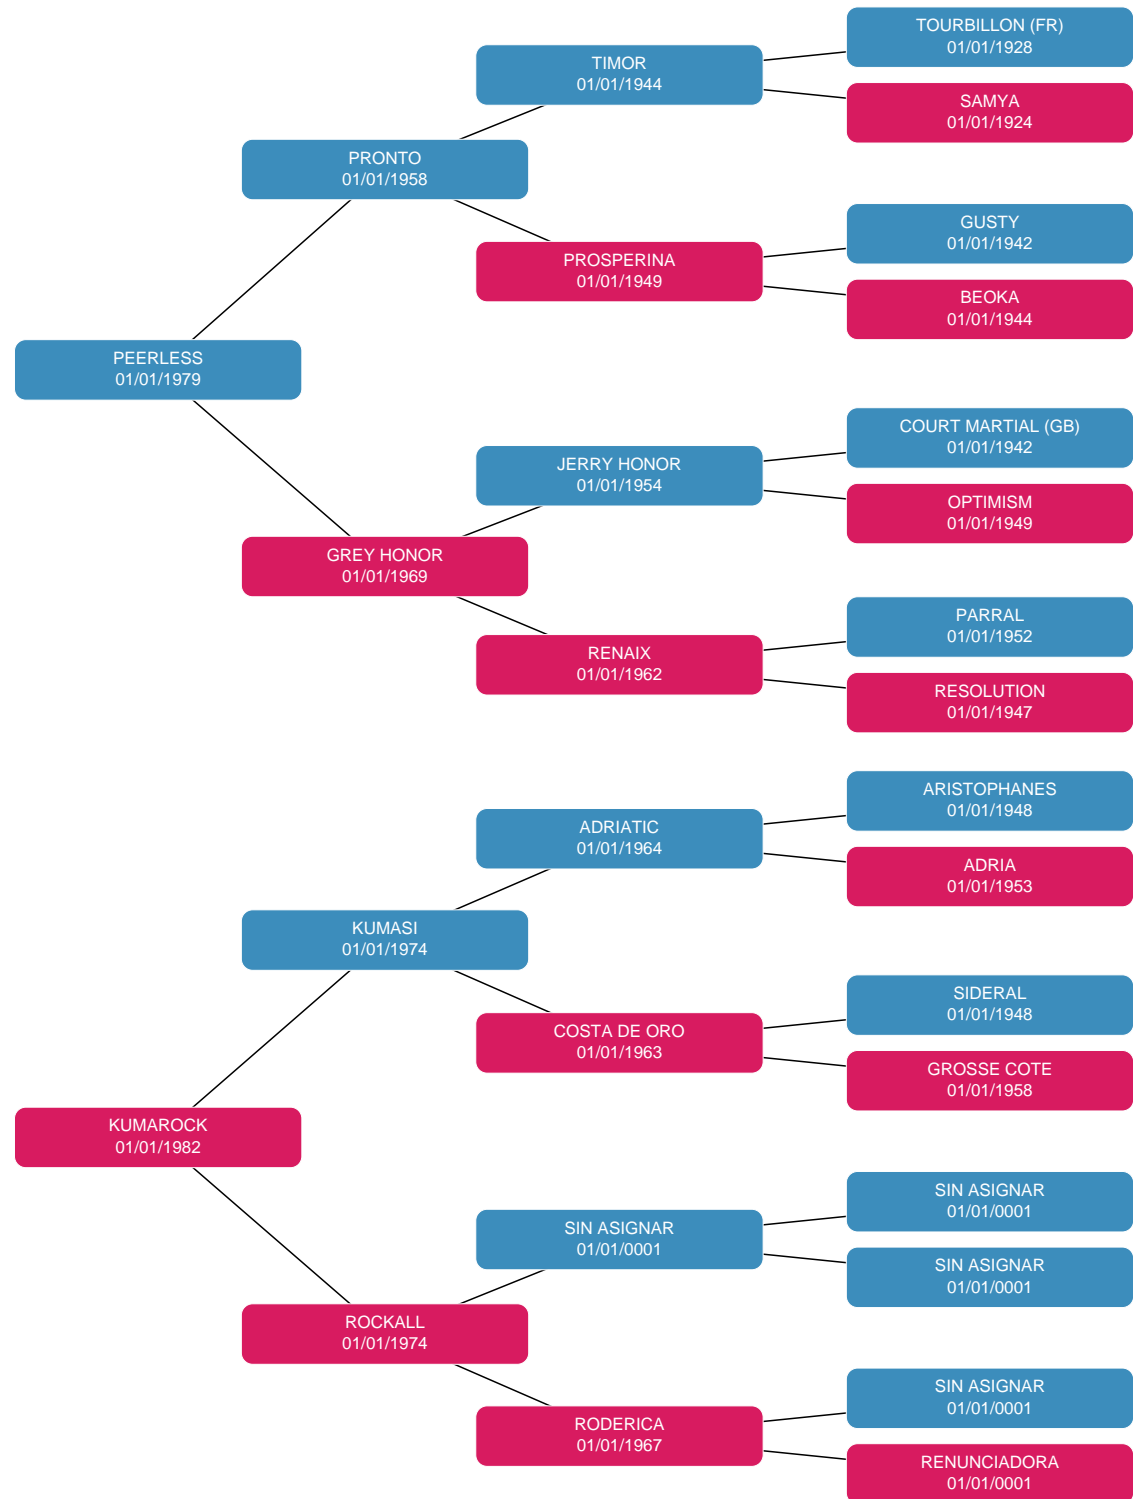 TOURBILLON (FR)
01/01/1928
TIMOR
01/01/1944
SAMYA
01/01/1924
PRONTO
01/01/1958
GUSTY
01/01/1942
PROSPERINA
01/01/1949
BEOKA
01/01/1944
PEERLESS
01/01/1979
COURT MARTIAL (GB)
01/01/1942
JERRY HONOR
01/01/1954
OPTIMISM
01/01/1949
GREY HONOR
01/01/1969
PARRAL
01/01/1952
RENAIX
01/01/1962
RESOLUTION
01/01/1947
ARISTOPHANES
01/01/1948
ADRIATIC
01/01/1964
ADRIA
01/01/1953
KUMASI
01/01/1974
SIDERAL
01/01/1948
COSTA DE ORO
01/01/1963
GROSSE COTE
01/01/1958
KUMAROCK
01/01/1982
SIN ASIGNAR
01/01/0001
SIN ASIGNAR
01/01/0001
SIN ASIGNAR
01/01/0001
ROCKALL
01/01/1974
SIN ASIGNAR
01/01/0001
RODERICA
01/01/1967
RENUNCIADORA
01/01/0001